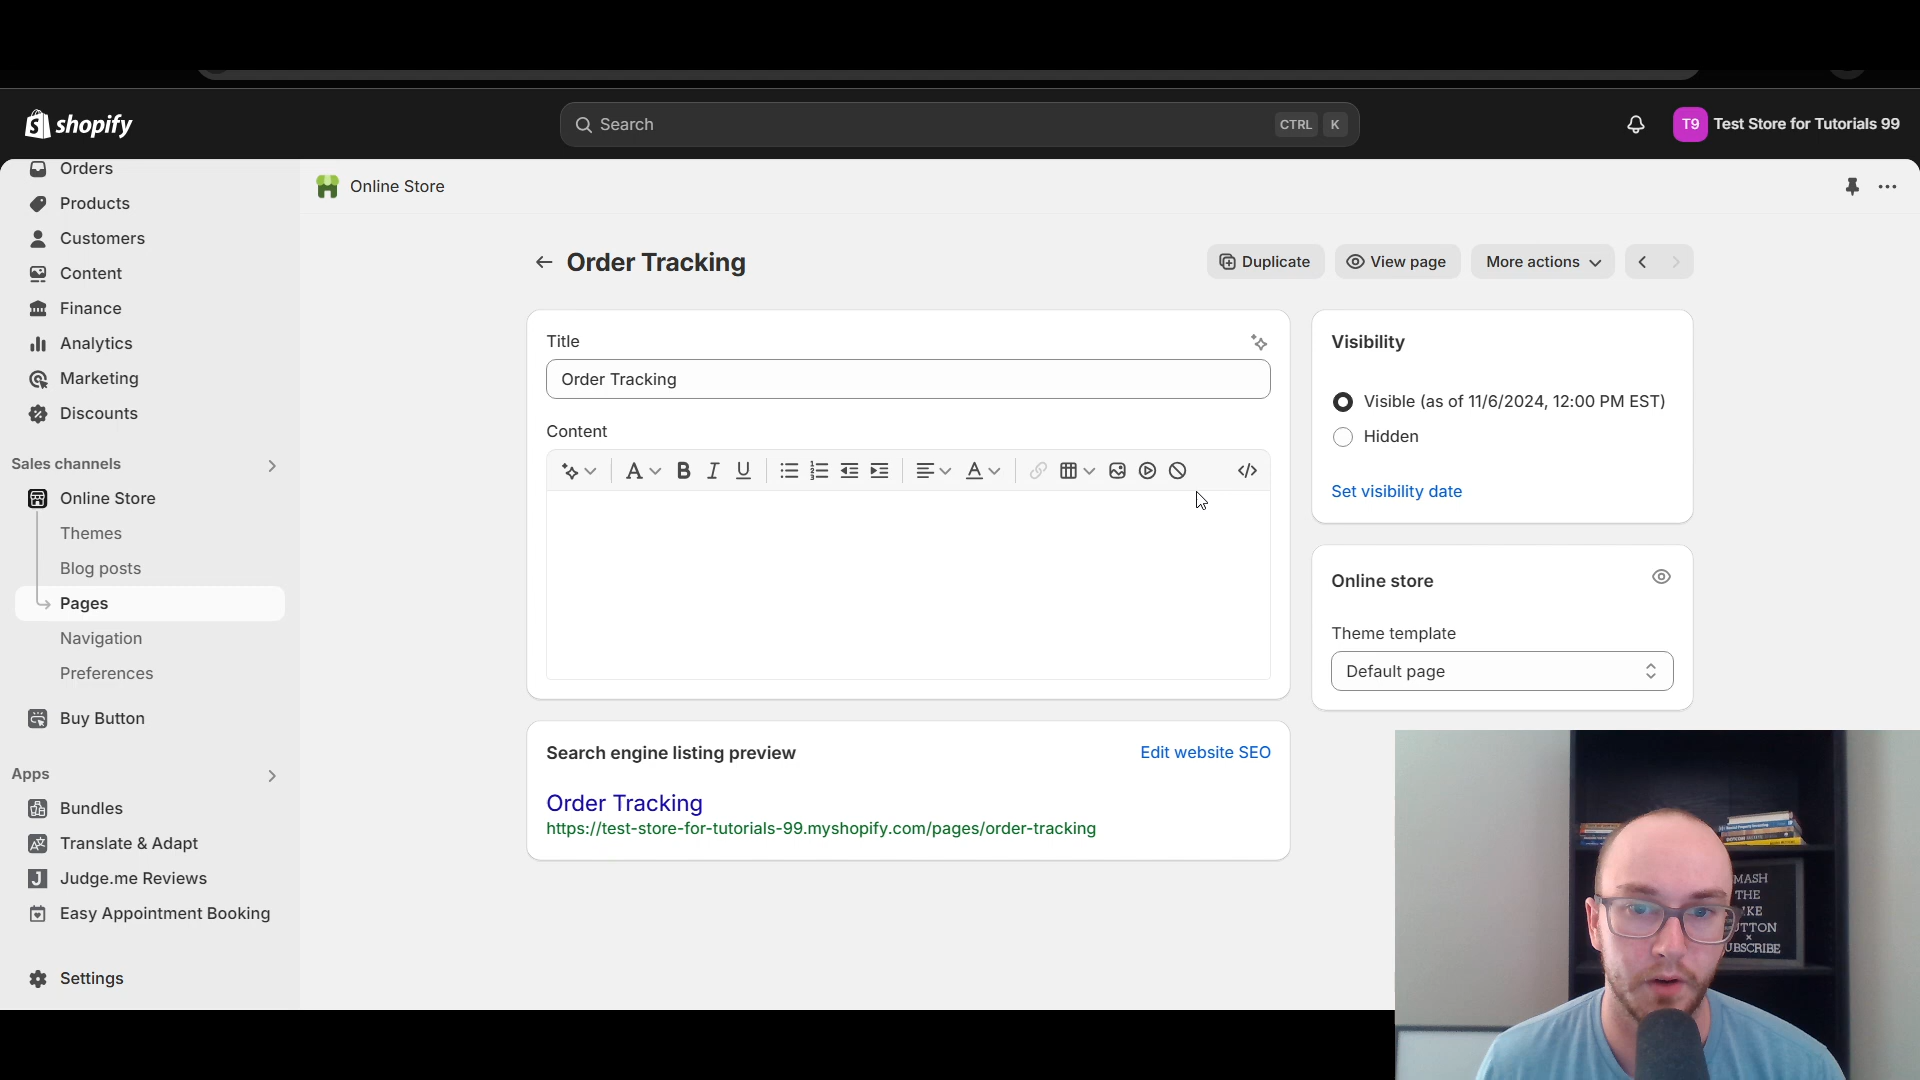 shopify
Search
CTRL K
T9 Test Store for Tutorials 99
Orders
Products
Customers
Content
Finance
Analytics
Marketing
Discounts
Sales channels
Online Store
Themes
Blog posts
Pages
Navigation
Preferences
Buy Button
Apps
Bundles
Translate & Adapt
Judge.me Reviews
Easy Appointment Booking
Settings
Online Store
Order Tracking
Duplicate
View page
More actions
Title
Order Tracking
Content
Search engine listing preview
Edit website SEO
Order Tracking
https://test-store-for-tutorials-99.myshopify.com/pages/order-tracking
Visibility
Visible (as of 11/6/2024, 12:00 PM EST)
Hidden
Set visibility date
Online store
Theme template
Default page
THE